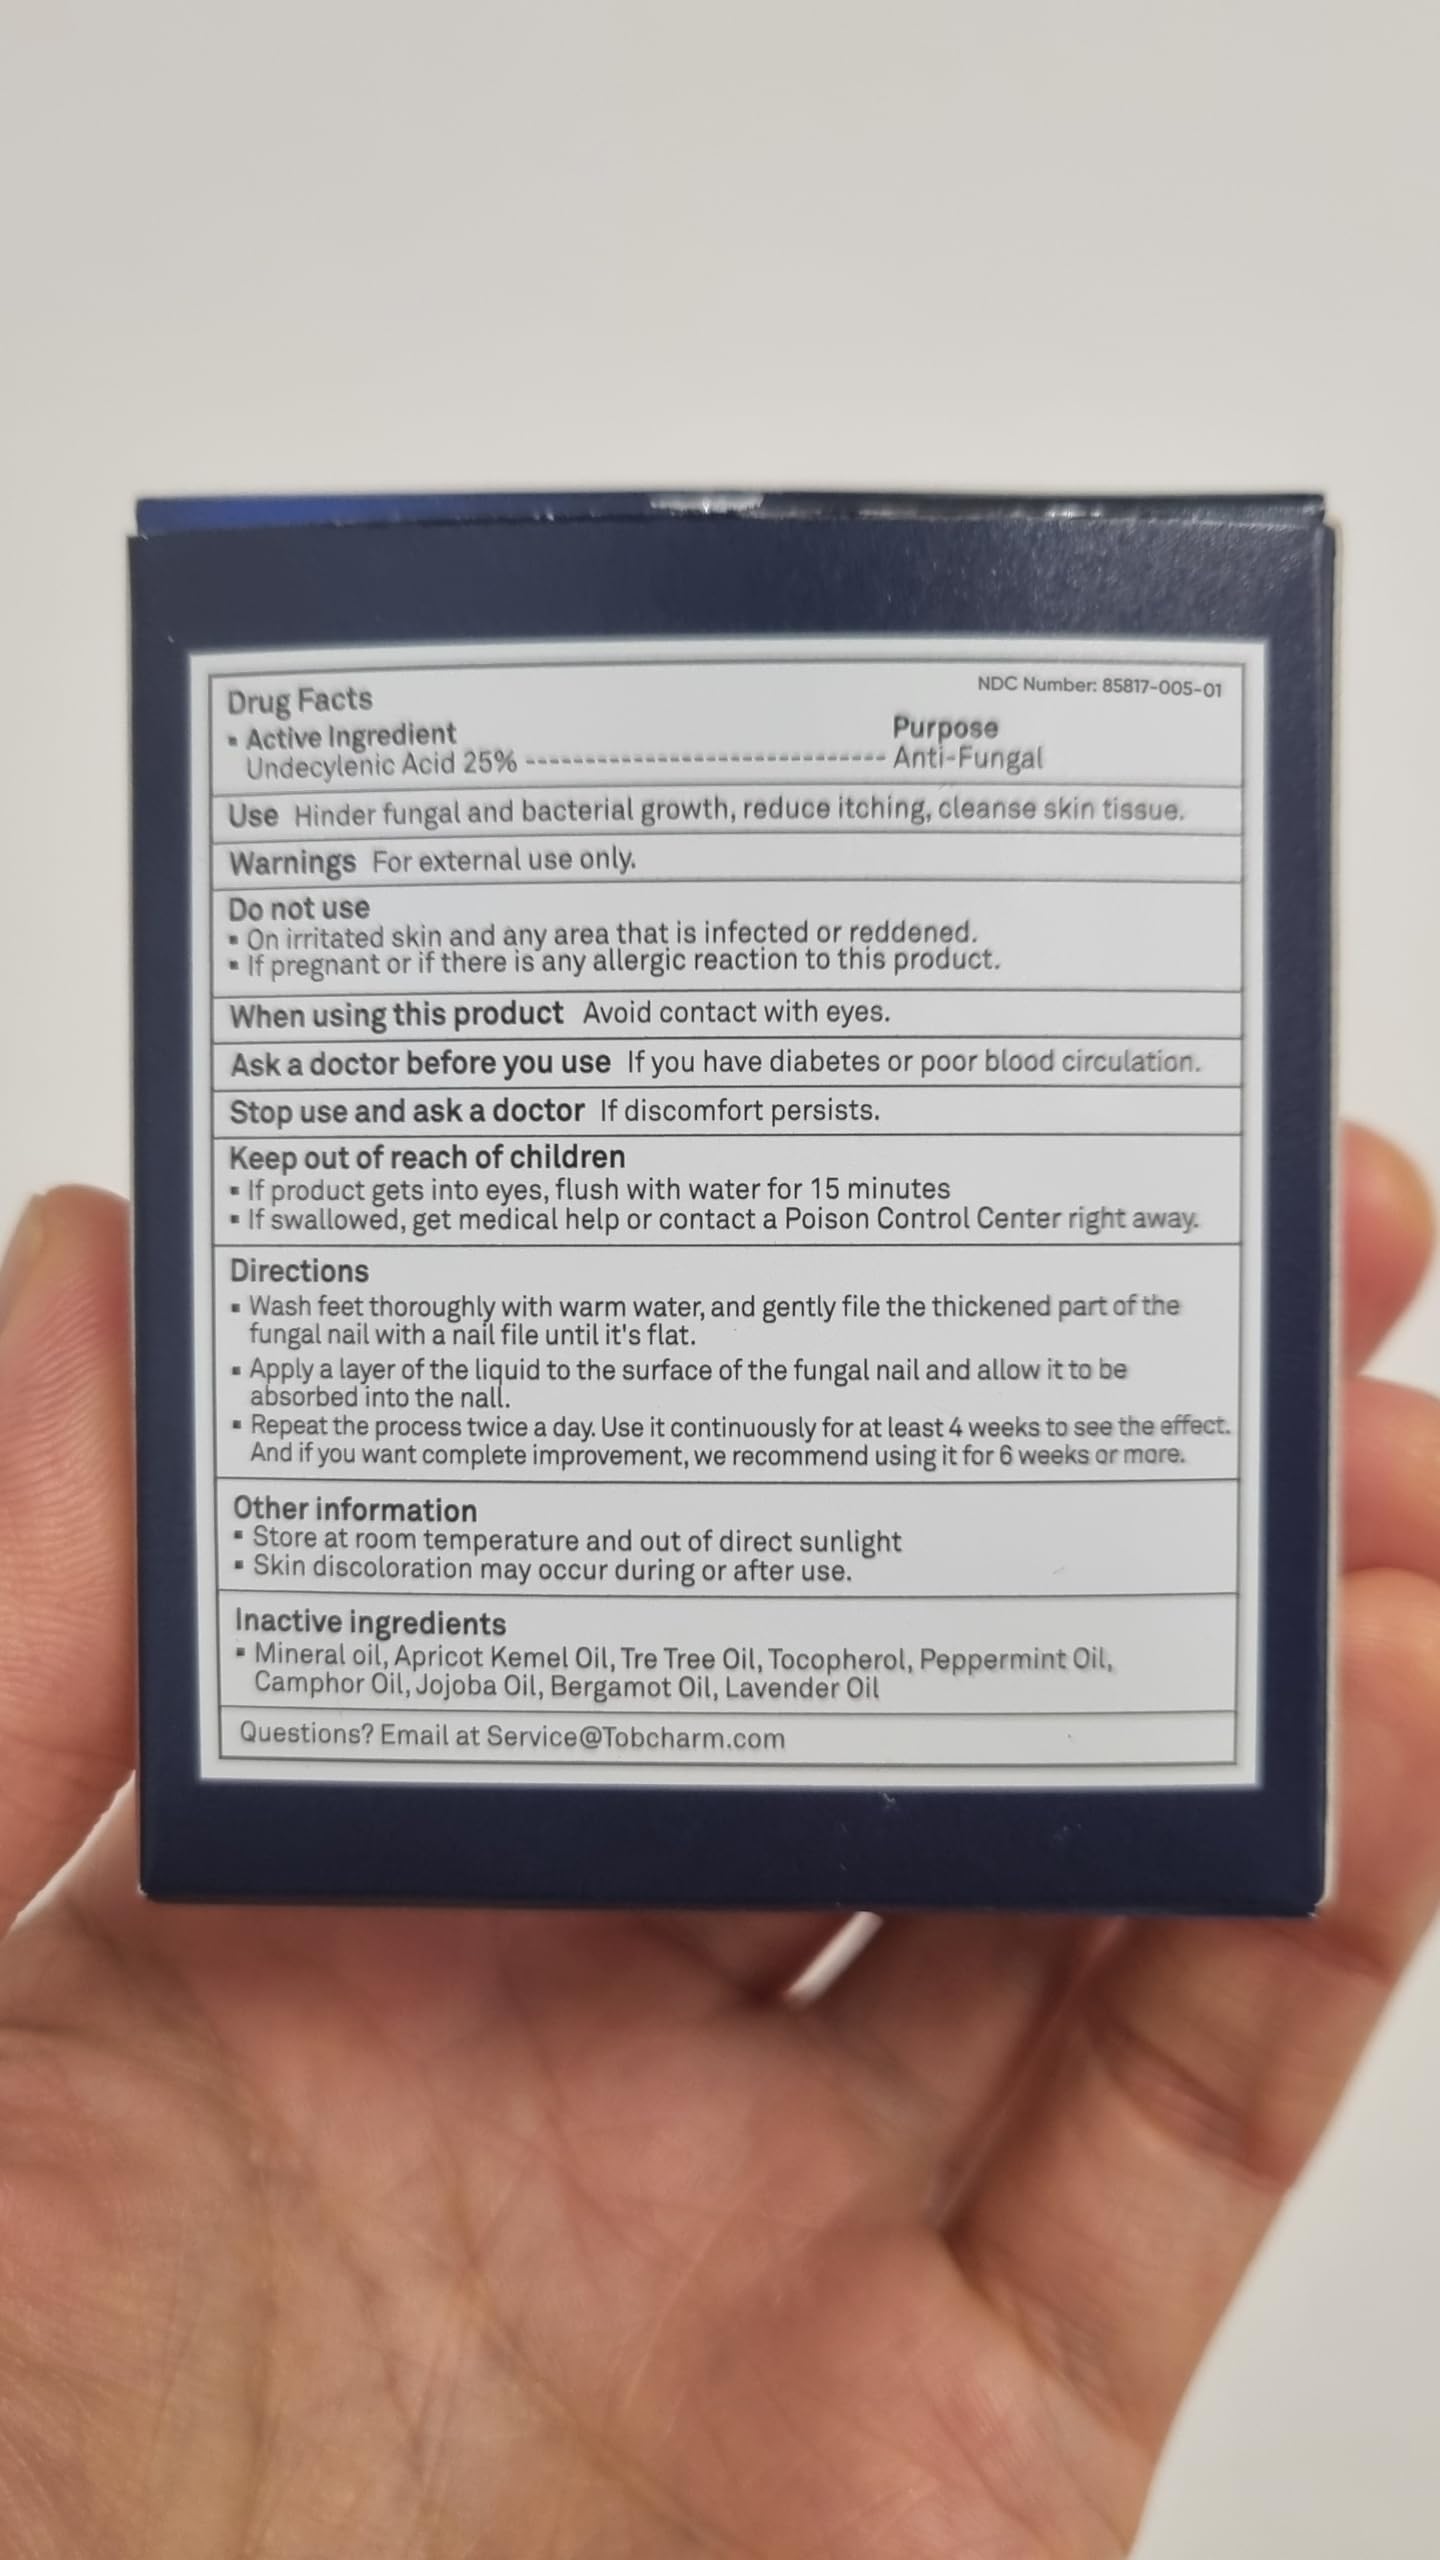 Drug Facts
NDC Number: 85817-005-01
▪ Active Ingredient Purpose
Undecylenic Acid 25% ------------------------------ Anti-Fungal
Use Hinder fungal and bacterial growth, reduce itching, cleanse skin tissue.
Warnings For external use only.
Do not use
▪ On irritated skin and any area that is infected or reddened.
▪ If pregnant or if there is any allergic reaction to this product.
When using this product Avoid contact with eyes.
Ask a doctor before you use If you have diabetes or poor blood circulation.
Stop use and ask a doctor If discomfort persists.
Keep out of reach of children
▪ If product gets into eyes, flush with water for 15 minutes
▪ If swallowed, get medical help or contact a Poison Control Center right away.
Directions
▪ Wash feet thoroughly with warm water, and gently file the thickened part of the
fungal nail with a nail file until it's flat.
▪ Apply a layer of the liquid to the surface of the fungal nail and allow it to be
absorbed into the nall.
▪ Repeat the process twice a day. Use it continuously for at least 4 weeks to see the effect.
And if you want complete improvement, we recommend using it for 6 weeks or more.
Other information
▪ Store at room temperature and out of direct sunlight
▪ Skin discoloration may occur during or after use.
Inactive ingredients
▪ Mineral oil, Apricot Kemel Oil, Tre Tree Oil, Tocopherol, Peppermint Oil,
Camphor Oil, Jojoba Oil, Bergamot Oil, Lavender Oil
Questions? Email at Service@Tobcharm.com